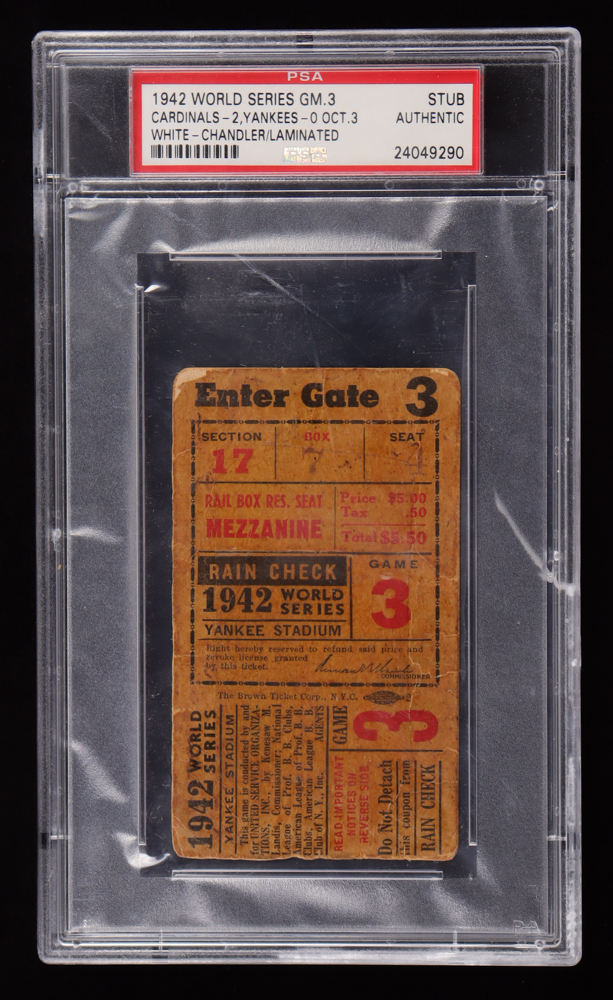 PSA
1942 WORLD SERIES GM.3
STUB
CARDINALS-2,YANKEES-0 OCT.3
AUTHENTIC
WHITE-CHANDLER/LAMINATED
24049290
Enter Gate 3
SECTION BOX SEAT
17 7 4
RAIL BOX RES. SEAT
MEZZANINE
Price $5.00
Tax .50
Total $5.50
RAIN CHECK
1942 WORLD SERIES
YANKEE STADIUM
GAME
3
Right hereby reserved to refund said price and
revoke license granted
by this ticket.
COMMISSIONER
The Brown Ticket Corp., N.Y.C.
1942 WORLD SERIES
YANKEE STADIUM
This game is conducted by and
for UNITED SERVICE ORGANIZA-
TIONS, INC., by Kenesaw M.
Landis, Commissioner; National
League of Prof. B. B. Clubs,
American League of Prof. B. B.
Clubs, American League B. B.
Club of N. Y., Inc. AGENTS
GAME
3
READ IMPORTANT
NOTICES ON
REVERSE SIDE
Do Not Detach
this coupon from
RAIN CHECK